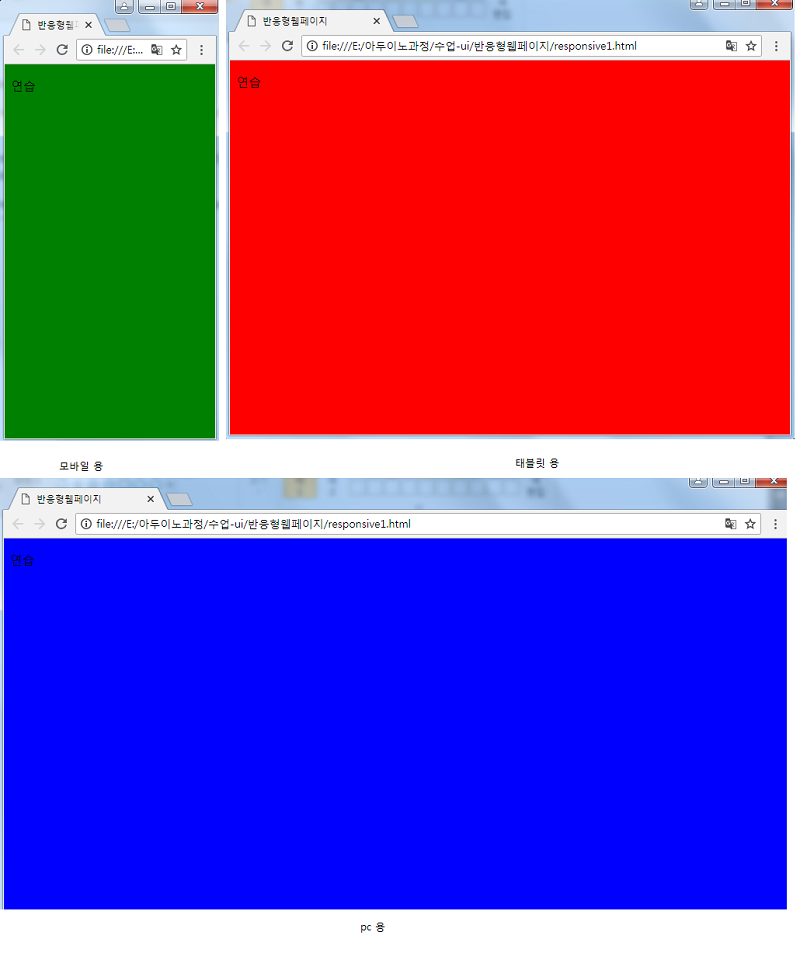 반응형웹
file:///E:...
연습
모바일 용
반응형웹페이지
file:///E:/아두이노과정/수업-ui/반응형웹페이지/responsive1.html
연습
태블릿 용
반응형웹페이지
file:///E:/아두이노과정/수업-ui/반응형웹페이지/responsive1.html
연습
pc 용